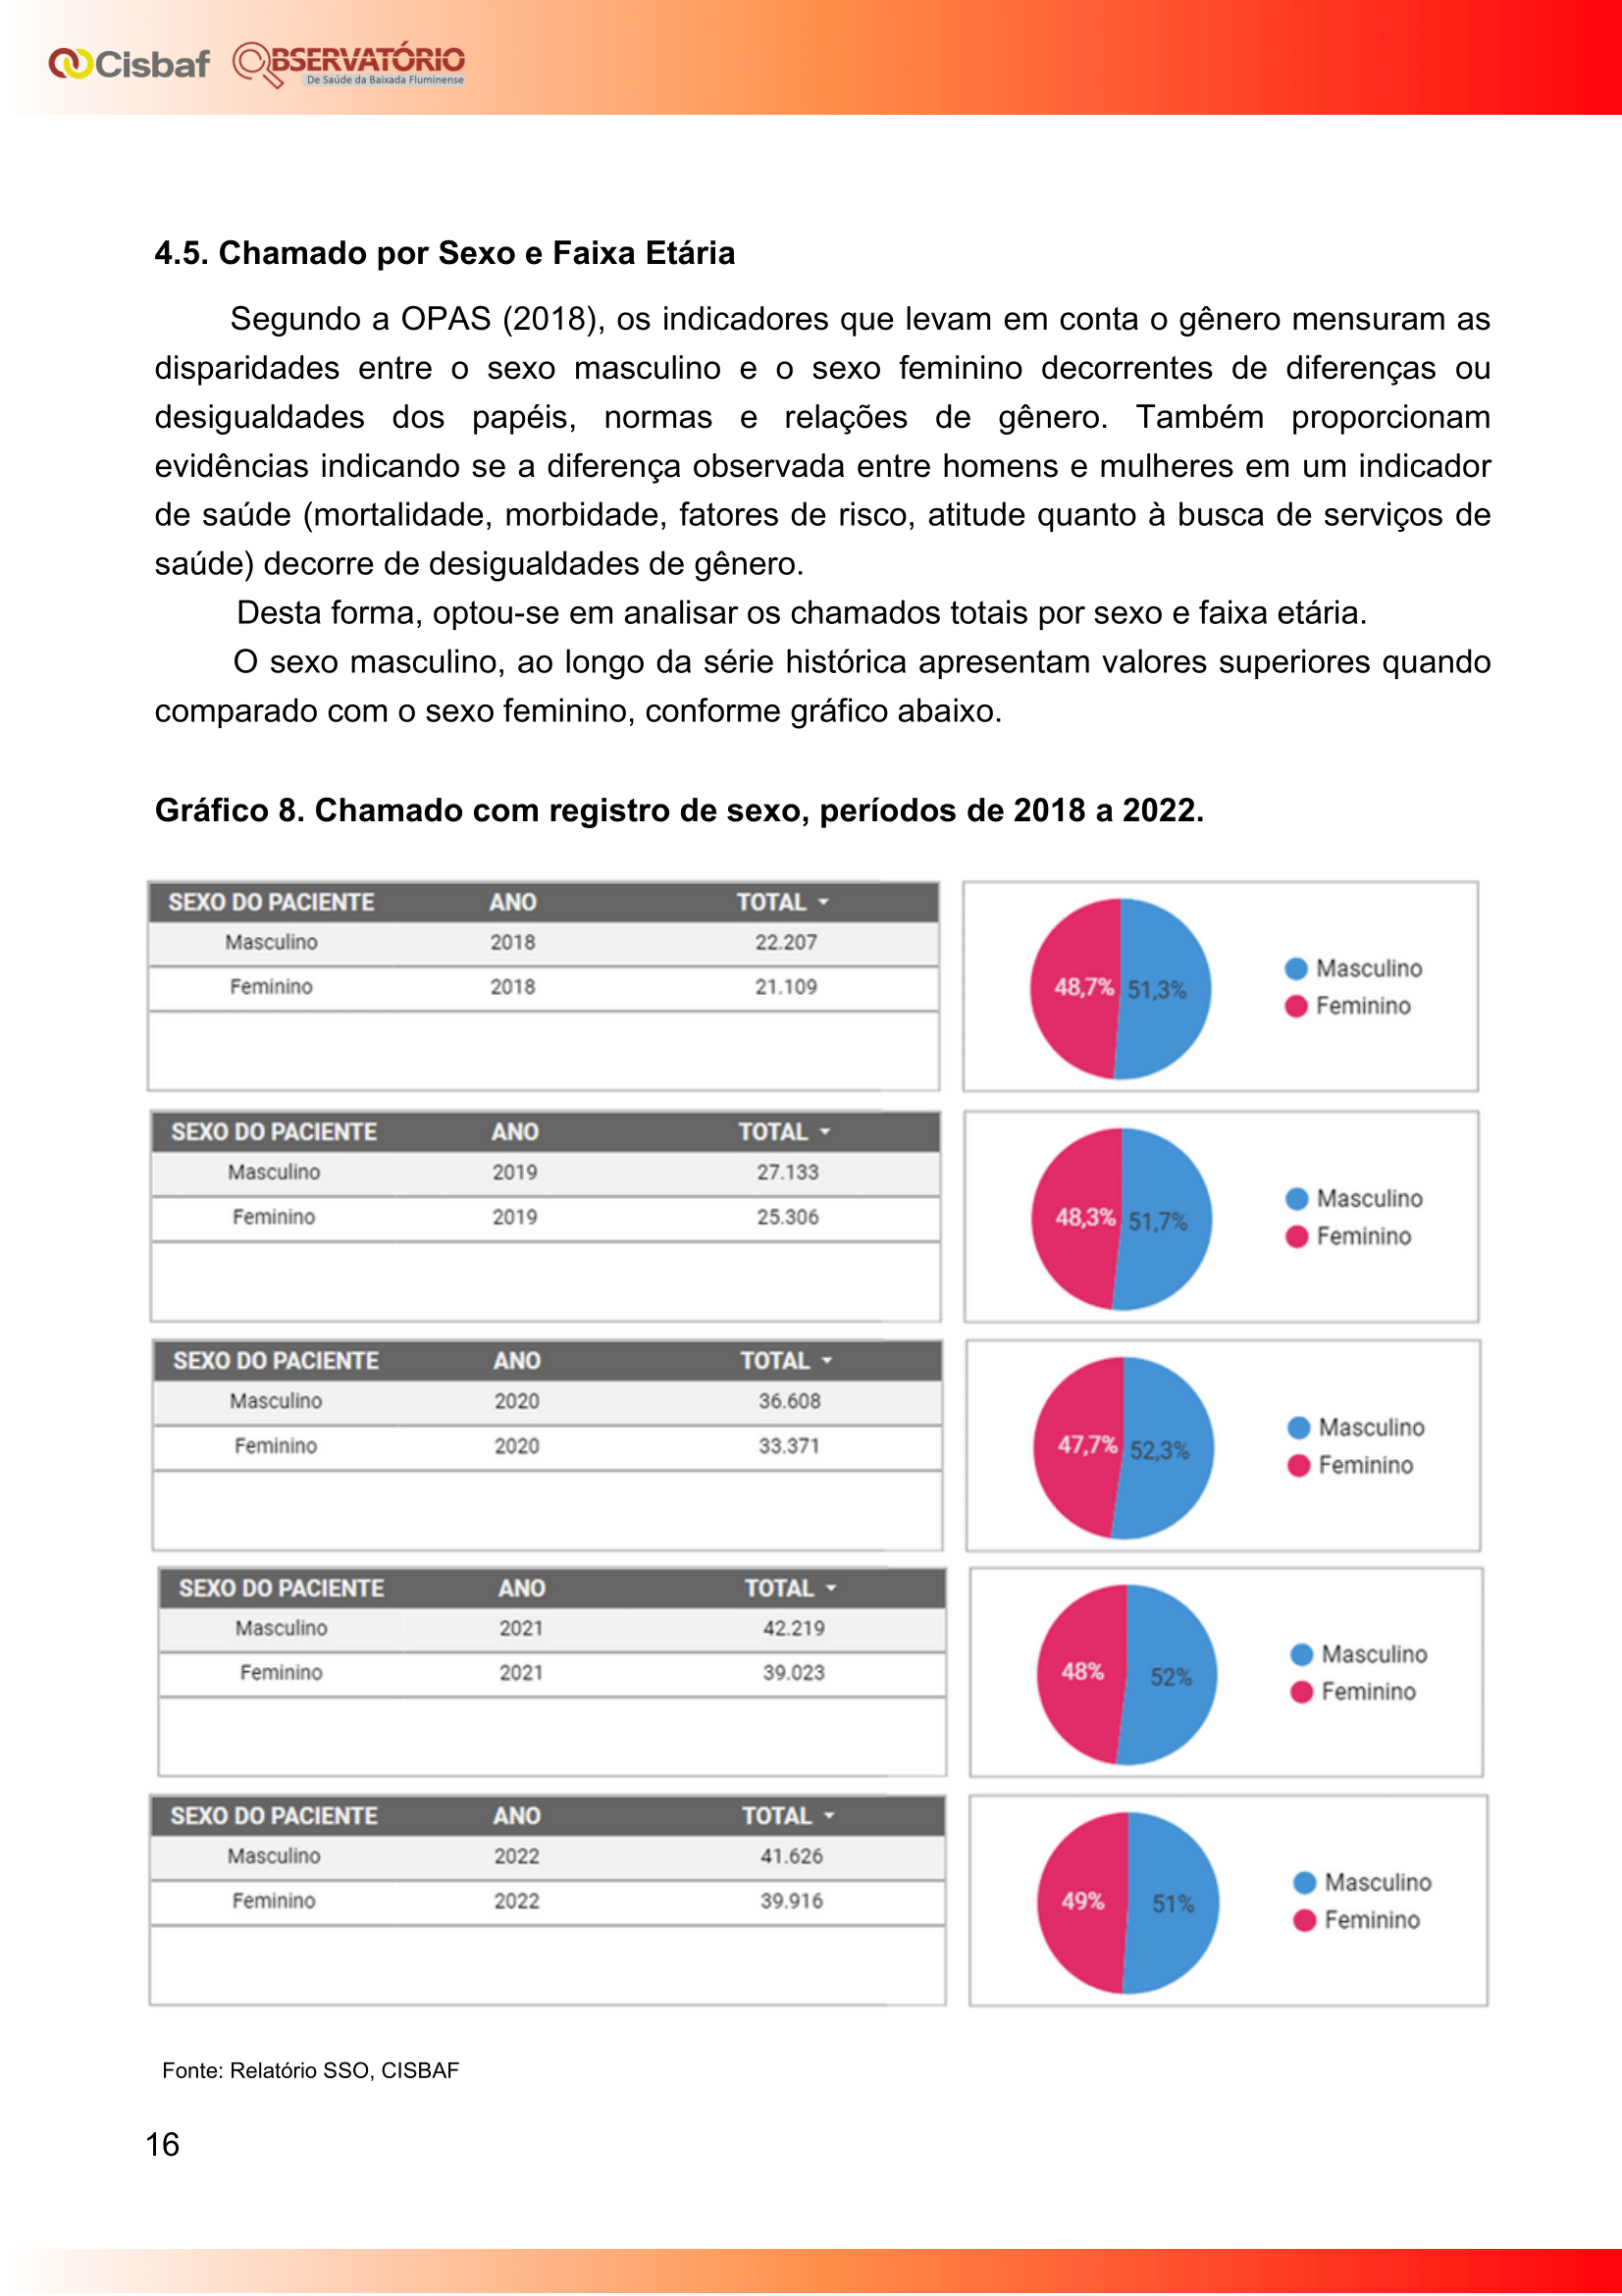 Cisbaf OBSERVATÓRIO
De Saúde da Baixada Fluminense
4.5. Chamado por Sexo e Faixa Etária
Segundo a OPAS (2018), os indicadores que levam em conta o gênero mensuram as
disparidades entre o sexo masculino e o sexo feminino decorrentes de diferenças ou
desigualdades dos papéis, normas e relações de gênero. Também proporcionam
evidências indicando se a diferença observada entre homens e mulheres em um indicador
de saúde (mortalidade, morbidade, fatores de risco, atitude quanto à busca de serviços de
saúde) decorre de desigualdades de gênero.
Desta forma, optou-se em analisar os chamados totais por sexo e faixa etária.
O sexo masculino, ao longo da série histórica apresentam valores superiores quando
comparado com o sexo feminino, conforme gráfico abaixo.
Gráfico 8. Chamado com registro de sexo, períodos de 2018 a 2022.
SEXO DO PACIENTE ANO TOTAL
Masculino 2018 22.207
Feminino 2018 21.109
48,7% 51,3%
Masculino
Feminino
SEXO DO PACIENTE ANO TOTAL
Masculino 2019 27.133
Feminino 2019 25.306
48,3% 51,7%
Masculino
Feminino
SEXO DO PACIENTE ANO TOTAL
Masculino 2020 36.608
Feminino 2020 33.371
47,7% 52,3%
Masculino
Feminino
SEXO DO PACIENTE ANO TOTAL
Masculino 2021 42.219
Feminino 2021 39.023
48% 52%
Masculino
Feminino
SEXO DO PACIENTE ANO TOTAL
Masculino 2022 41.626
Feminino 2022 39.916
49% 51%
Masculino
Feminino
Fonte: Relatório SSO, CISBAF
16